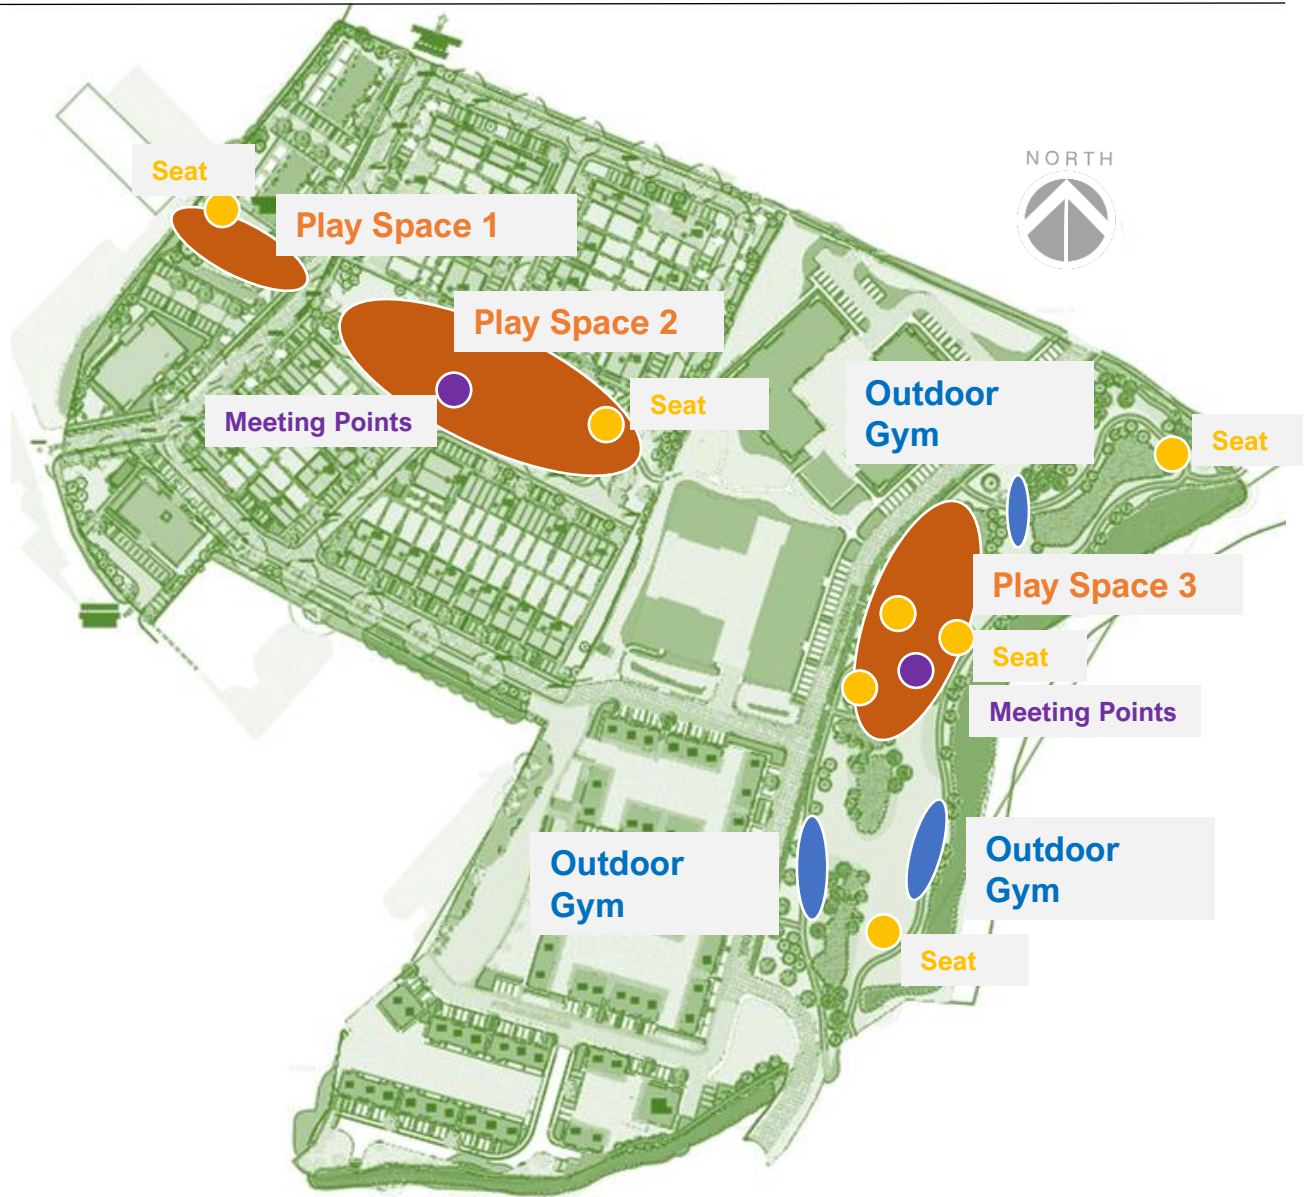 NORTH
Seat
Play Space 1
Play Space 2
Meeting Points
Seat
Outdoor
Gym
Seat
Play Space 3
Seat
Meeting Points
Outdoor
Gym
Outdoor
Gym
Seat